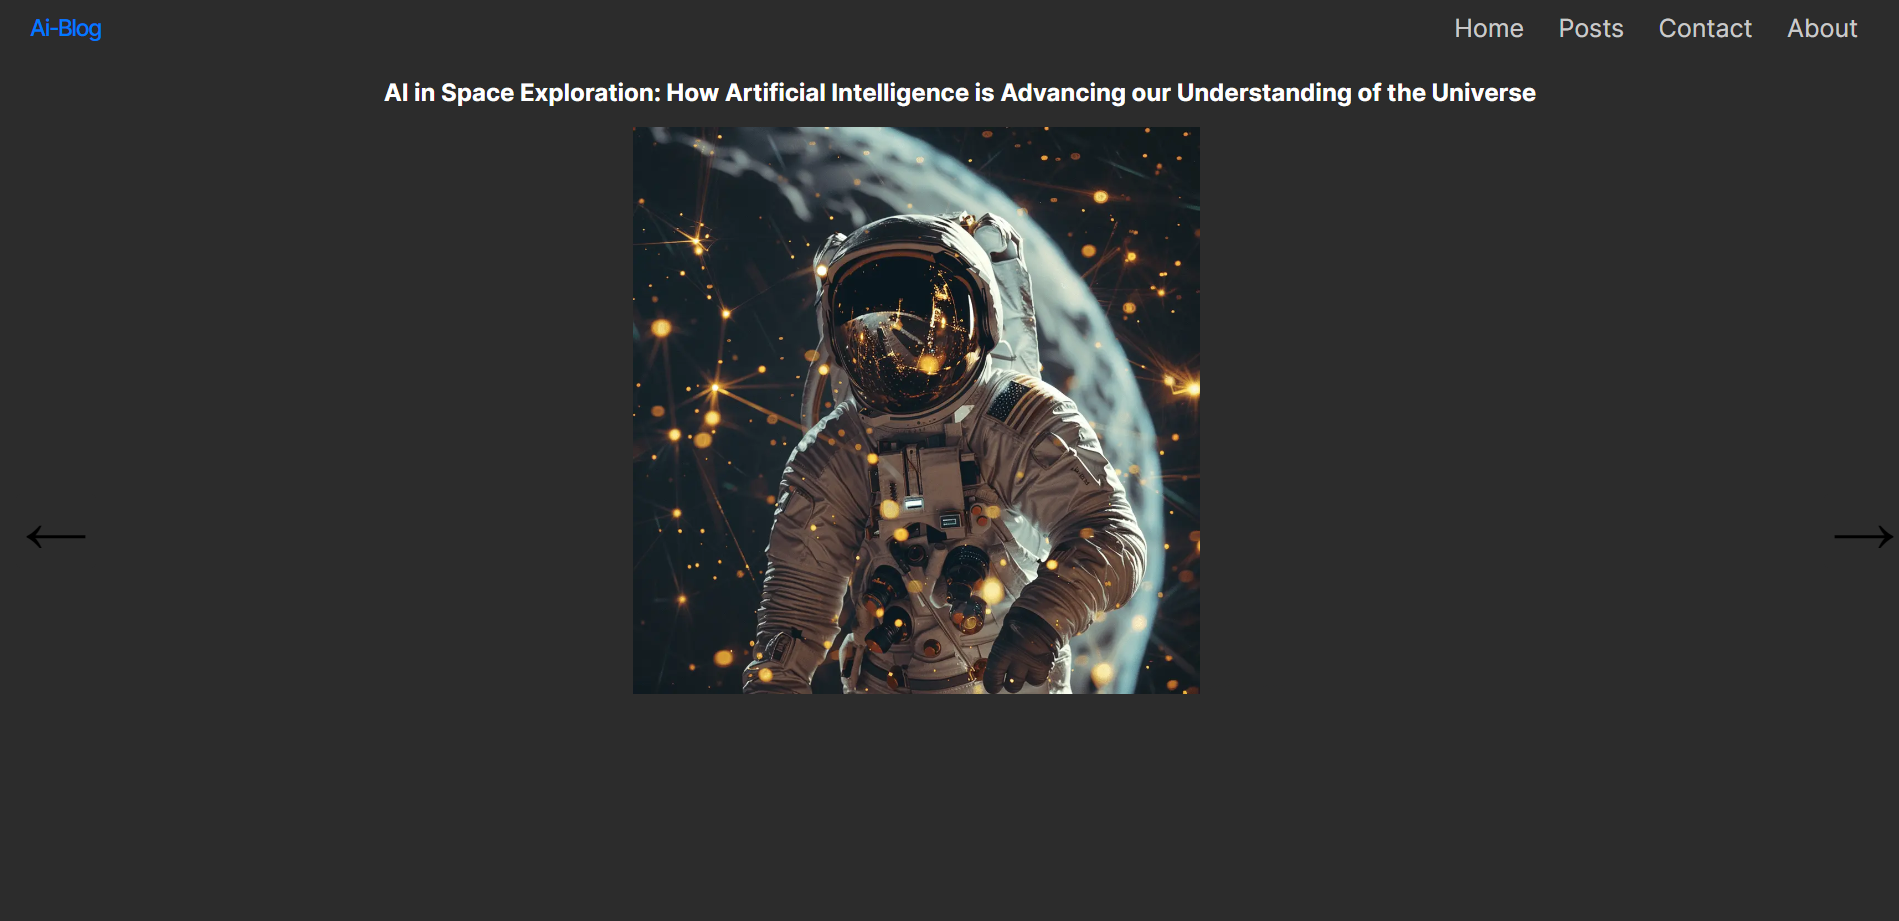 Ai-Blog
Home Posts Contact About
AI in Space Exploration: How Artificial Intelligence is Advancing our Understanding of the Universe